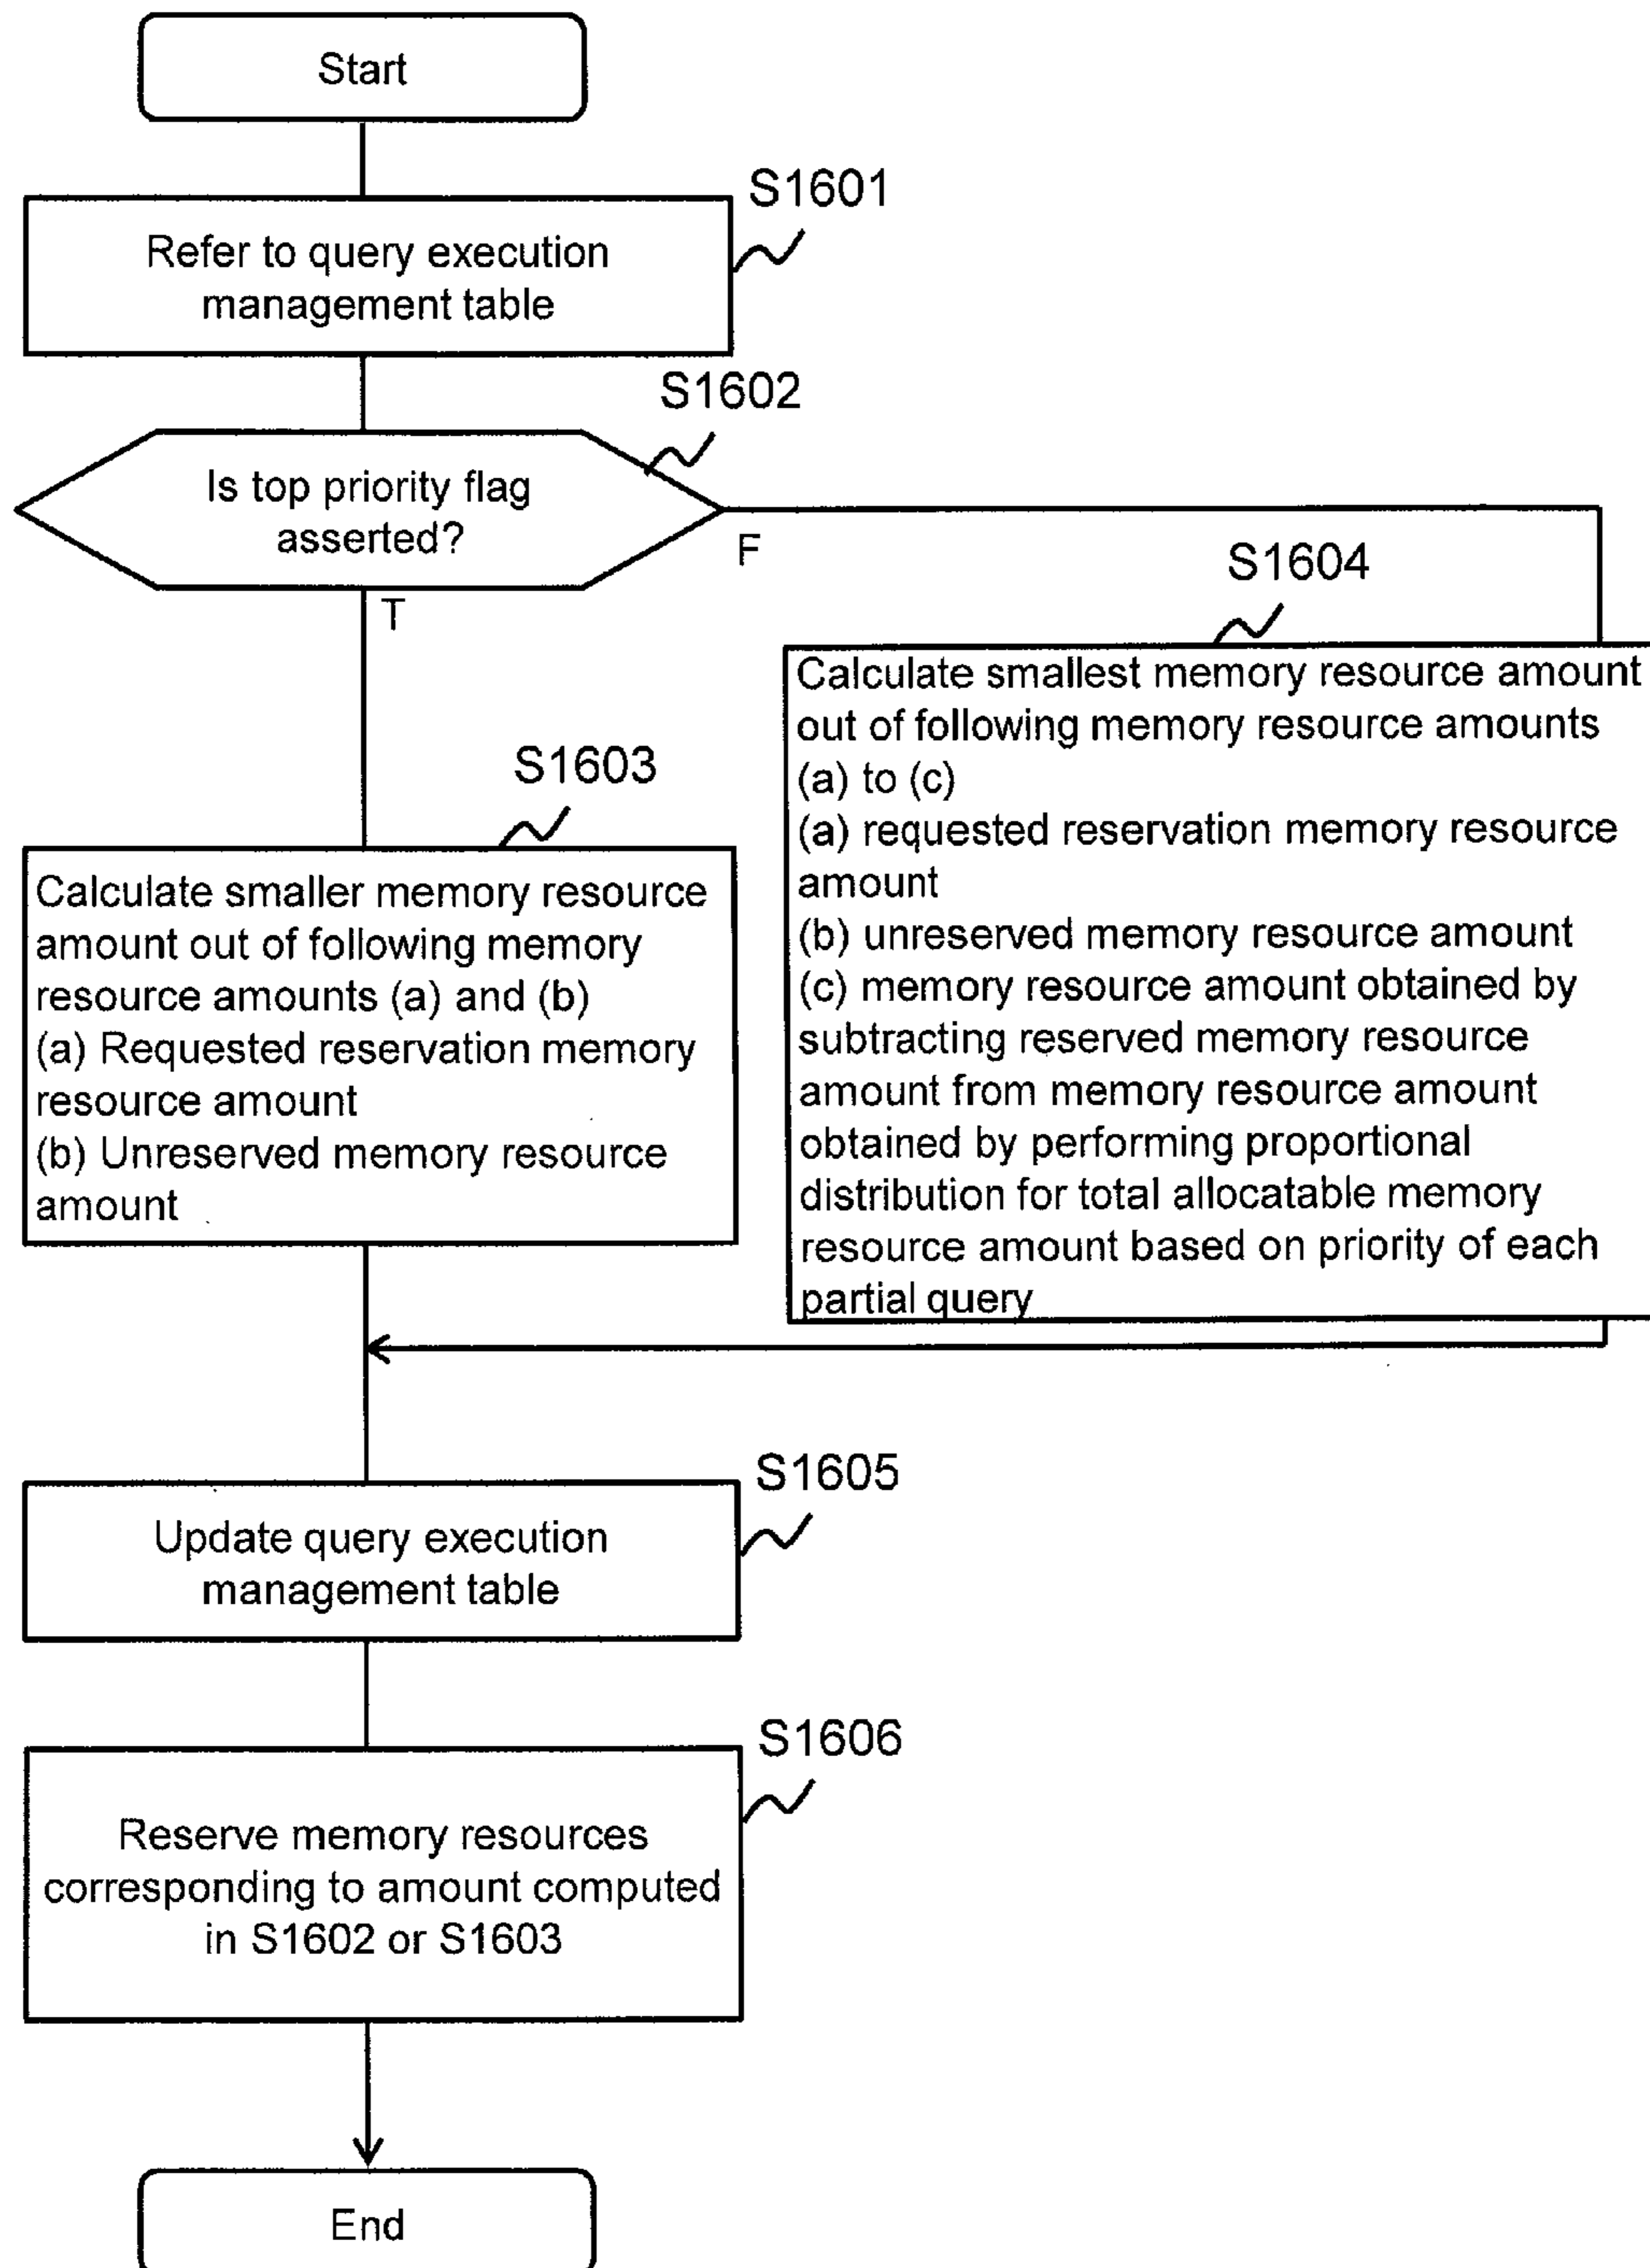 Start
S1601
Refer to query execution
management table
S1602
Is top priority flag
asserted?
F
T
S1603
Calculate smaller memory resource
amount out of following memory
resource amounts (a) and (b)
(a) Requested reservation memory
resource amount
(b) Unreserved memory resource
amount
S1604
Calculate smallest memory resource amount
out of following memory resource amounts
(a) to (c)
(a) requested reservation memory resource
amount
(b) unreserved memory resource amount
(c) memory resource amount obtained by
subtracting reserved memory resource
amount from memory resource amount
obtained by performing proportional
distribution for total allocatable memory
resource amount based on priority of each
partial query
S1605
Update query execution
management table
S1606
Reserve memory resources
corresponding to amount computed
in S1602 or S1603
End